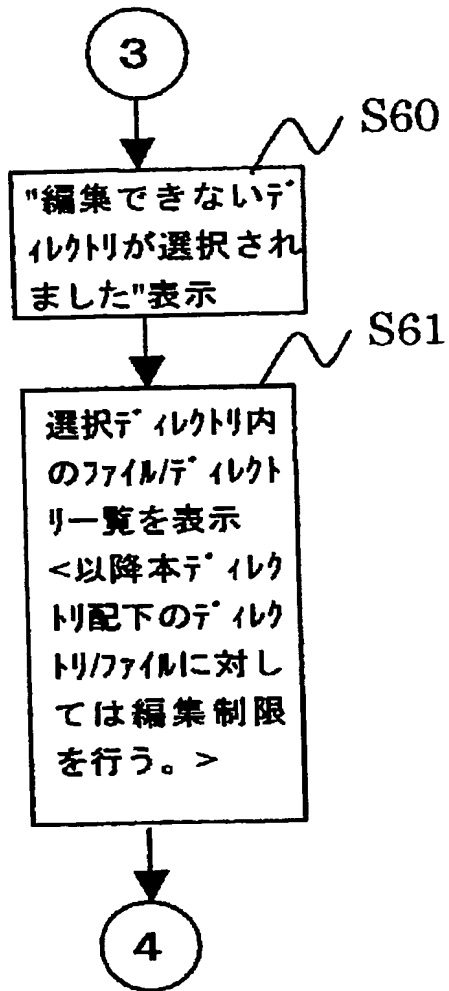 3
S60
"編集できないデ
ィレクトリが選択され
ました"表示
S61
選択ディレクトリ内
のファイル/ディレクト
リ一覧を表示
<以降本ディレク
トリ配下のディレク
トリ/ファイルに対し
ては編集制限
を行う。>
4